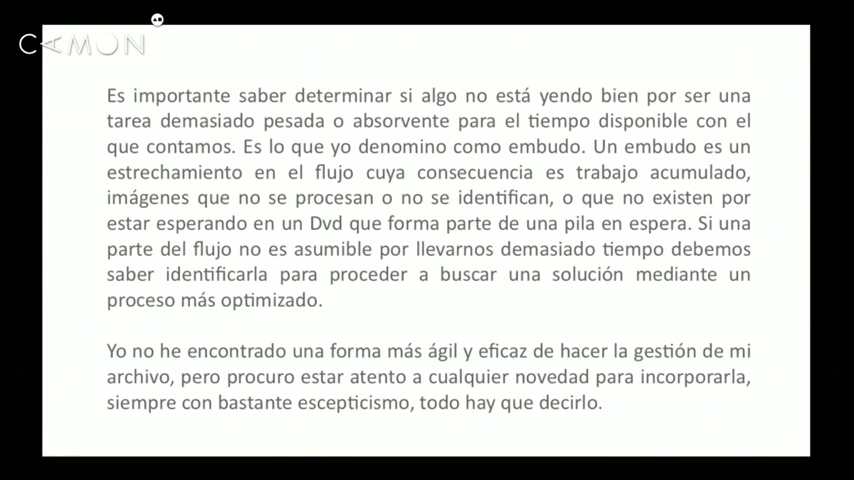 CAMON
Es importante saber determinar si algo no está yendo bien por ser una
tarea demasiado pesada o absorvente para el tiempo disponible con el
que contamos. Es lo que yo denomino como embudo. Un embudo es un
estrechamiento en el flujo cuya consecuencia es trabajo acumulado,
imágenes que no se procesan o no se identifican, o que no existen por
estar esperando en un Dvd que forma parte de una pila en espera. Si una
parte del flujo no es asumible por llevarnos demasiado tiempo debemos
saber identificarla para proceder a buscar una solución mediante un
proceso más optimizado.
Yo no he encontrado una forma más ágil y eficaz de hacer la gestión de mi
archivo, pero procuro estar atento a cualquier novedad para incorporarla,
siempre con bastante escepticismo, todo hay que decirlo.